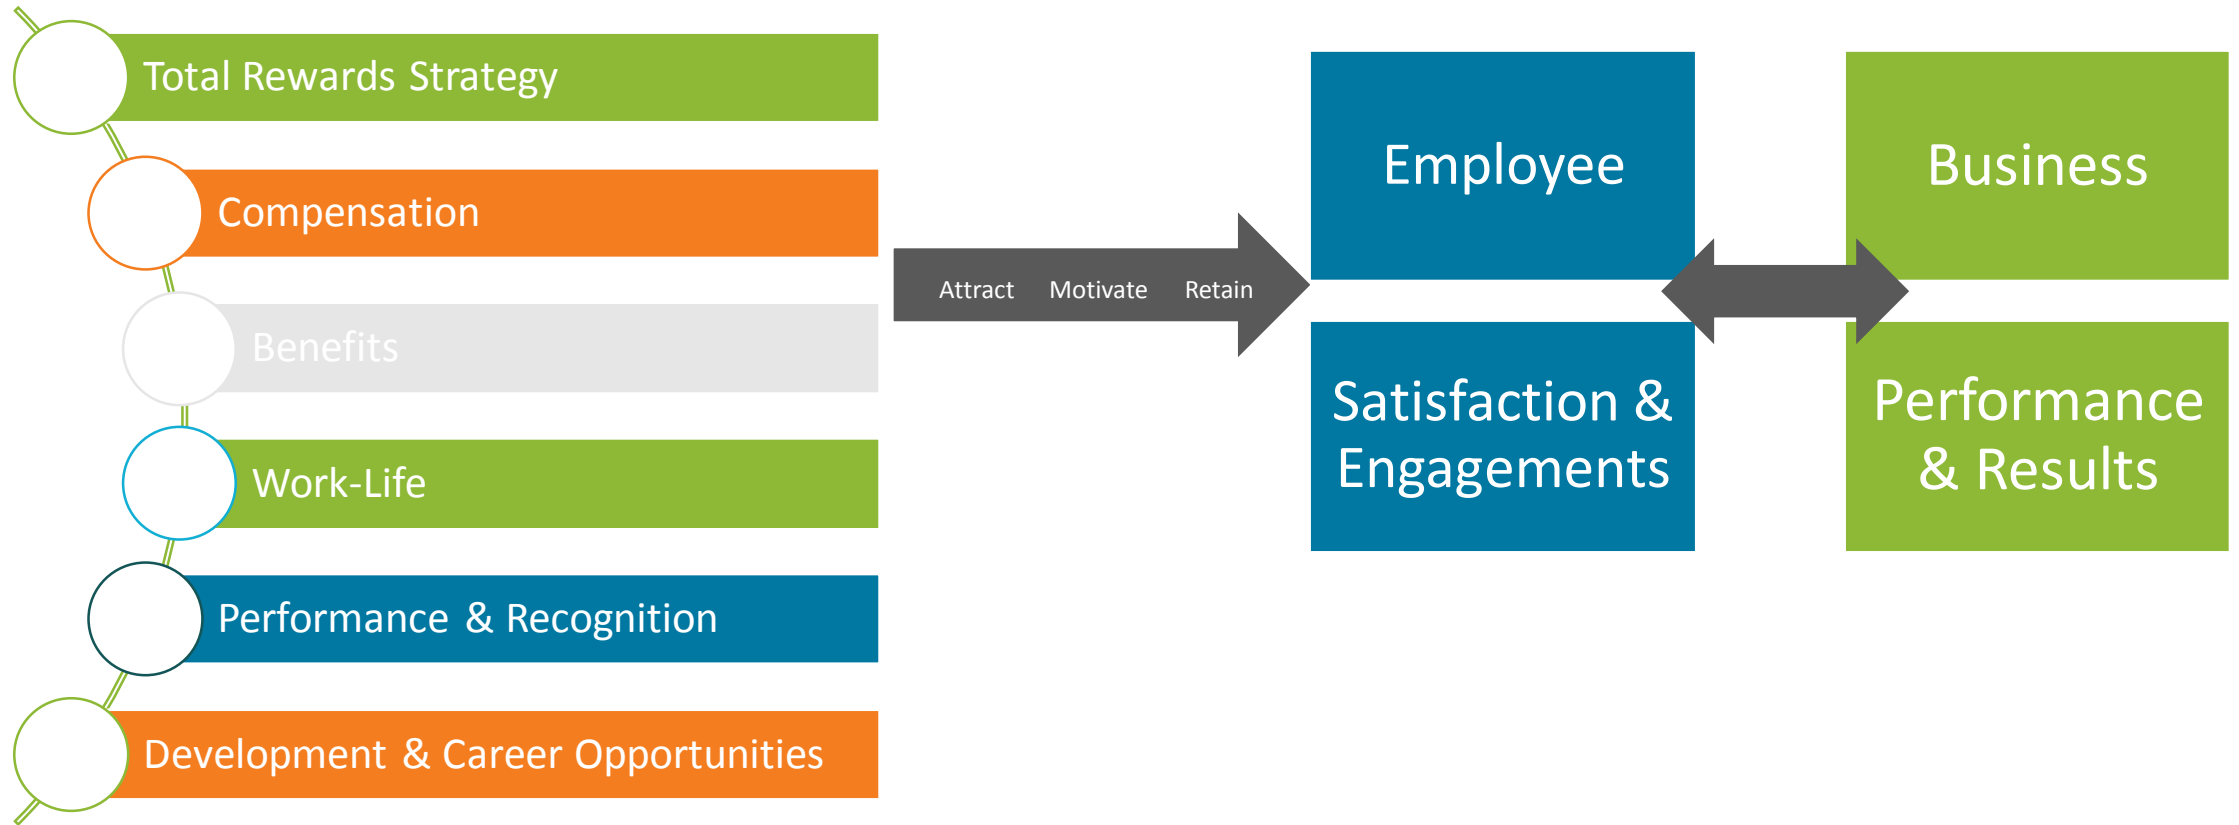 Total Rewards Strategy
Compensation
Benefits
Work-Life
Performance & Recognition
Development & Career Opportunities
Attract Motivate Retain
Employee
Satisfaction &
Engagements
Business
Performance
& Results